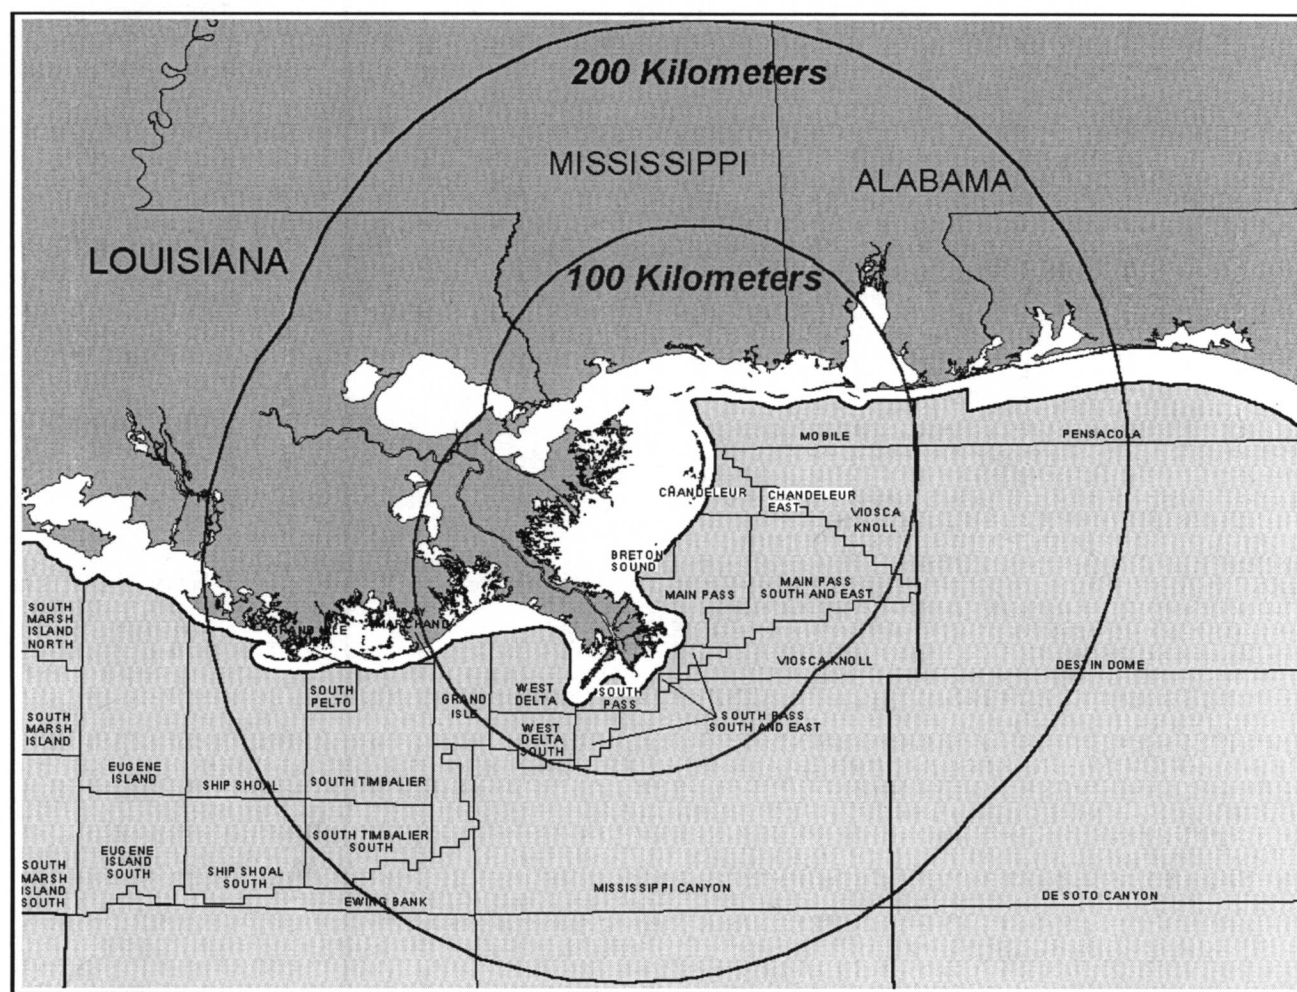 200 Kilometers
MISSISSIPPI
ALABAMA
LOUISIANA
100 Kilometers
MOBILE
PENSACOLA
CHANDELEUR
CHANDELEUR
EAST
VIOSCA
KNOLL
BRETON
SOUND
MAIN PASS
MAIN PASS
SOUTH AND EAST
SOUTH
MARSH
ISLAND
NORTH
GRAND ISLE
BAY
MARCHAND
VIOSCA KNOLL
DESTIN DOME
SOUTH
PELTO
GRAND
ISLE
WEST
DELTA
SOUTH
PASS
SOUTH
MARSH
ISLAND
WEST
DELTA
SOUTH
SOUTH PASS
SOUTH AND EAST
EUGENE
ISLAND
SHIP SHOAL
SOUTH TIMBALIER
SOUTH TIMBALIER
SOUTH
EUGENE
ISLAND
SOUTH
SHIP SHOAL
SOUTH
SOUTH
MARSH
ISLAND
SOUTH
EWING BANK
MISSISSIPPI CANYON
DE SOTO CANYON